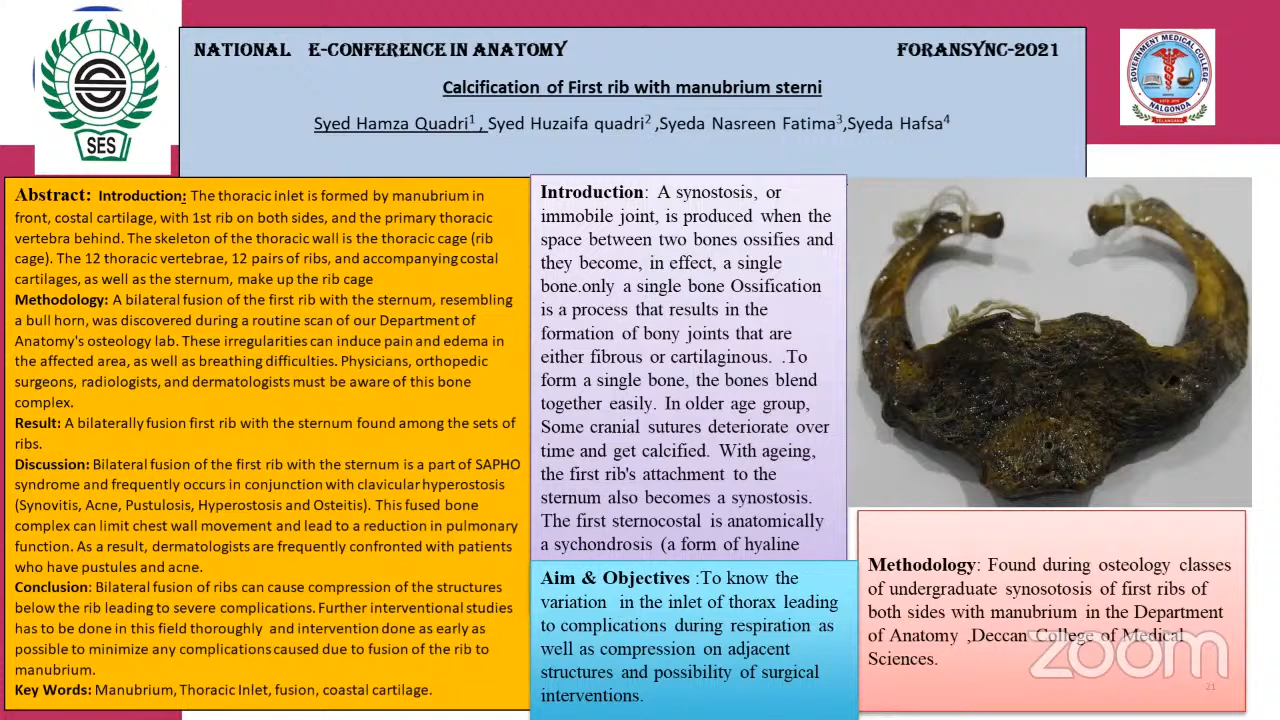 NATIONAL E-CONFERENCE IN ANATOMY FORANSYNC-2021
Calcification of First rib with manubrium sterni
Syed Hamza Quadri1 , Syed Huzaifa quadri2 ,Syeda Nasreen Fatima3,Syeda Hafsa4
SES
GOVERNMENT MEDICAL COLLEGE
NALGONDA
TELANGANA
Abstract: Introduction: The thoracic inlet is formed by manubrium in
front, costal cartilage, with 1st rib on both sides, and the primary thoracic
vertebra behind. The skeleton of the thoracic wall is the thoracic cage (rib
cage). The 12 thoracic vertebrae, 12 pairs of ribs, and accompanying costal
cartilages, as well as the sternum, make up the rib cage
Methodology: A bilateral fusion of the first rib with the sternum, resembling
a bull horn, was discovered during a routine scan of our Department of
Anatomy's osteology lab. These irregularities can induce pain and edema in
the affected area, as well as breathing difficulties. Physicians, orthopedic
surgeons, radiologists, and dermatologists must be aware of this bone
complex.
Result: A bilaterally fusion first rib with the sternum found among the sets of
ribs.
Discussion: Bilateral fusion of the first rib with the sternum is a part of SAPHO
syndrome and frequently occurs in conjunction with clavicular hyperostosis
(Synovitis, Acne, Pustulosis, Hyperostosis and Osteitis). This fused bone
complex can limit chest wall movement and lead to a reduction in pulmonary
function. As a result, dermatologists are frequently confronted with patients
who have pustules and acne.
Conclusion: Bilateral fusion of ribs can cause compression of the structures
below the rib leading to severe complications. Further interventional studies
has to be done in this field thoroughly and intervention done as early as
possible to minimize any complications caused due to fusion of the rib to
manubrium.
Key Words: Manubrium, Thoracic Inlet, fusion, coastal cartilage.
Introduction: A synostosis, or
immobile joint, is produced when the
space between two bones ossifies and
they become, in effect, a single
bone.only a single bone Ossification
is a process that results in the
formation of bony joints that are
either fibrous or cartilaginous. .To
form a single bone, the bones blend
together easily. In older age group,
Some cranial sutures deteriorate over
time and get calcified. With ageing,
the first rib's attachment to the
sternum also becomes a synostosis.
The first sternocostal is anatomically
a sychondrosis (a form of hyaline
Aim & Objectives :To know the
variation in the inlet of thorax leading
to complications during respiration as
well as compression on adjacent
structures and possibility of surgical
interventions.
Methodology: Found during osteology classes
of undergraduate synosotosis of first ribs of
both sides with manubrium in the Department
of Anatomy ,Deccan College of Medical
Sciences.
zoom
21